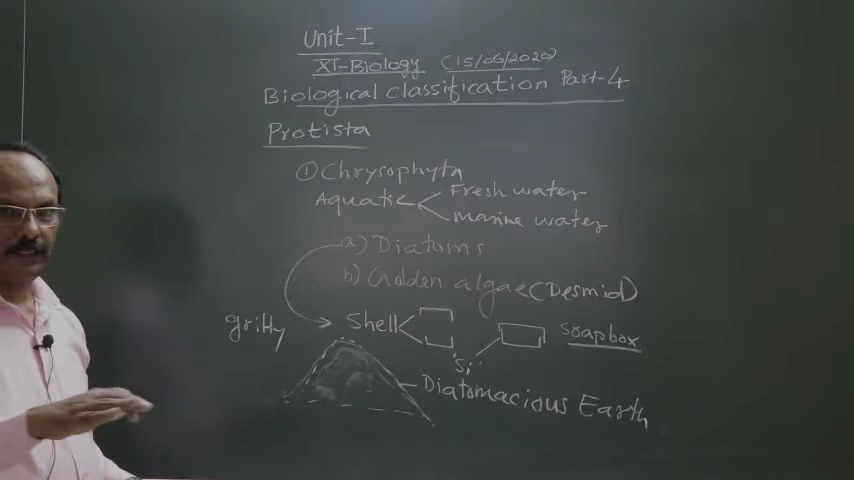 Unit-I
XI-Biology (15/06/2020)
Biological classification Part-4
Protista
① Chrysophyta
Aquatic Fresh water
Marine water
a) Diatoms
b) Golden algae (Desmid)
gritty Shell soapbox
'Si'
Diatomacious Earth